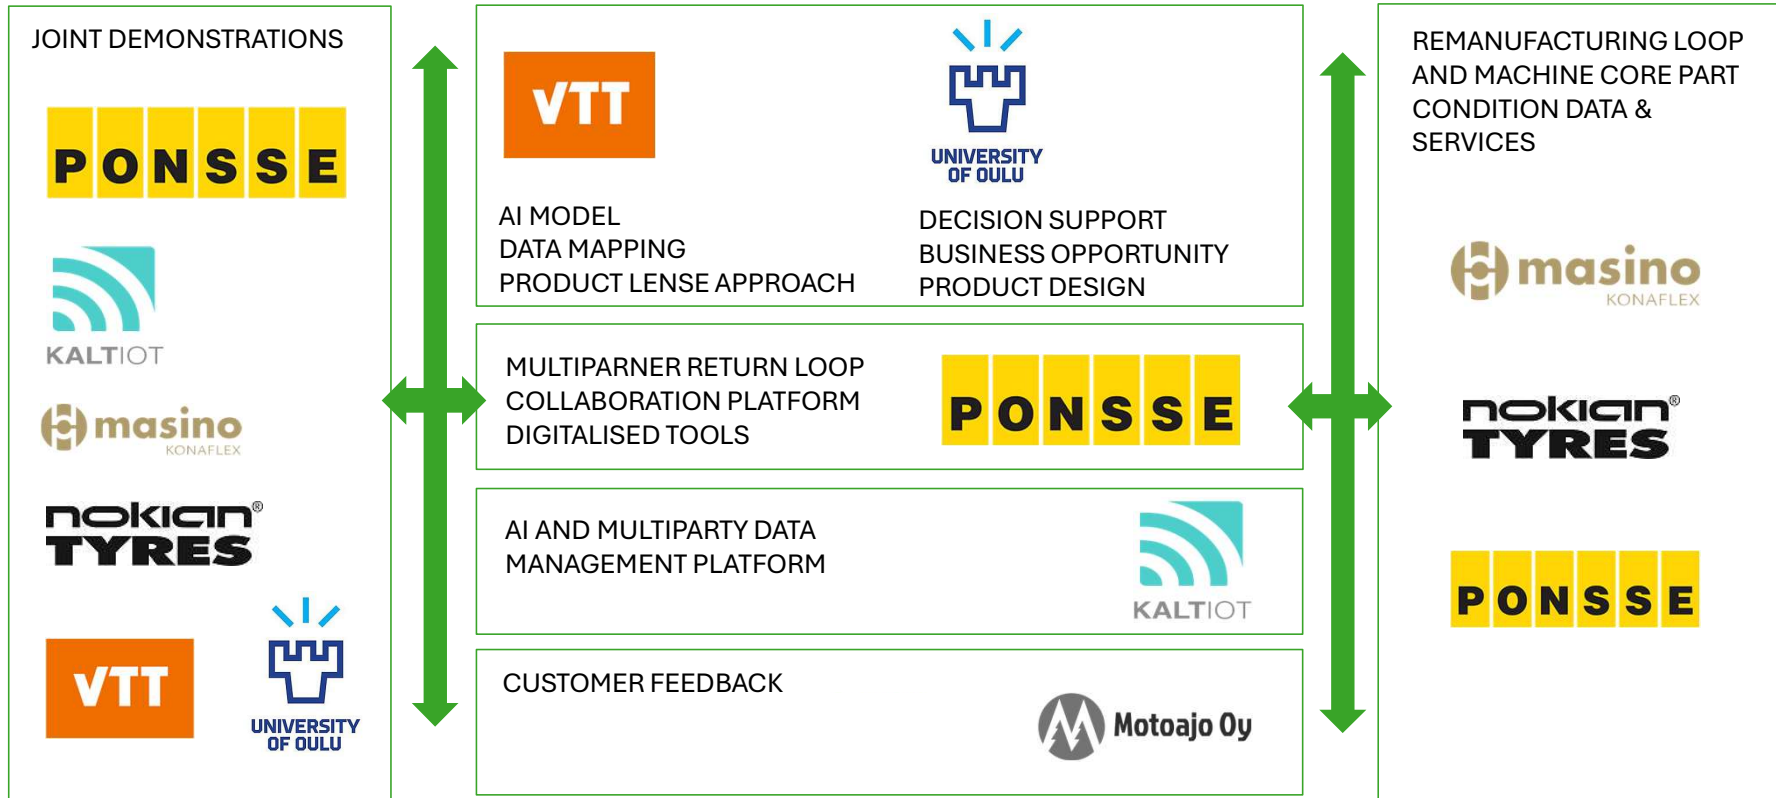 JOINT DEMONSTRATIONS
PONSSE
KALTIOT
masino
KONAFLEX
nokian®
TYRES
VTT
UNIVERSITY
OF OULU
VTT
AI MODEL
DATA MAPPING
PRODUCT LENSE APPROACH
UNIVERSITY
OF OULU
DECISION SUPPORT
BUSINESS OPPORTUNITY
PRODUCT DESIGN
MULTIPARNER RETURN LOOP
COLLABORATION PLATFORM
DIGITALISED TOOLS
PONSSE
AI AND MULTIPARTY DATA
MANAGEMENT PLATFORM
KALTIOT
CUSTOMER FEEDBACK
Motoajo Oy
REMANUFACTURING LOOP
AND MACHINE CORE PART
CONDITION DATA &
SERVICES
masino
KONAFLEX
nokian®
TYRES
PONSSE